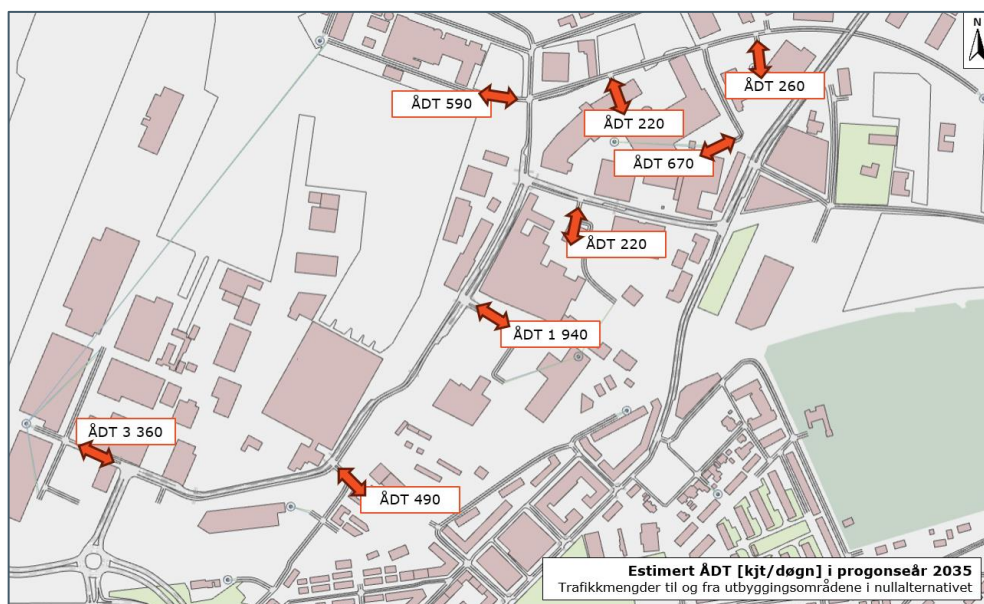 N
ÅDT 260
ÅDT 590
ÅDT 220
ÅDT 670
ÅDT 220
ÅDT 1 940
ÅDT 3 360
ÅDT 490
Estimert ÅDT [kjt/døgn] i progonseår 2035
Trafikkmengder til og fra utbyggingsområdene i nullalternativet